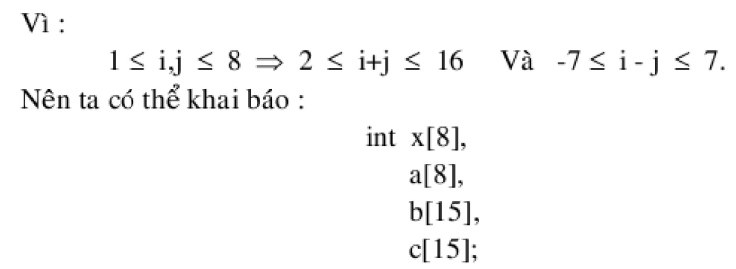 Vì :
1 ≤ i,j ≤ 8 ⇒ 2 ≤ i+j ≤ 16 Và -7 ≤ i - j ≤ 7.
Nên ta có thể khai báo :
int x[8],
a[8],
b[15],
c[15];